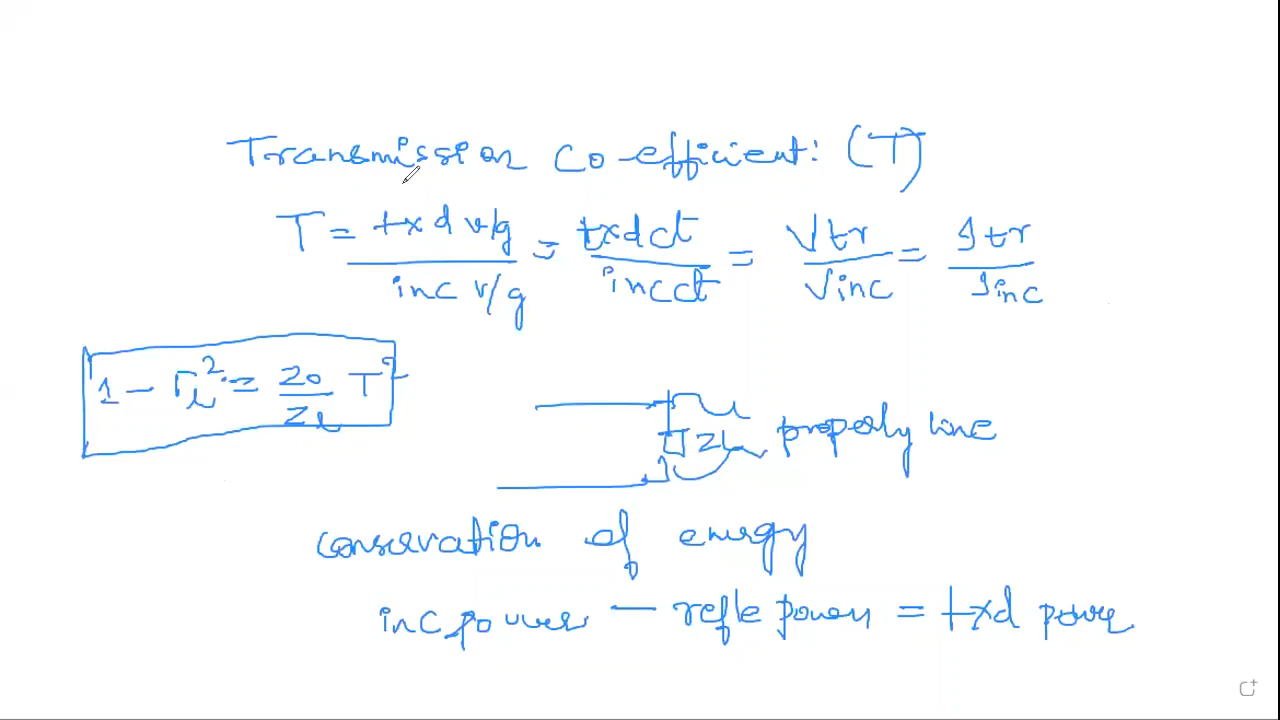 Transmission Co-efficient: (T)
T = txd v/g / inc v/g = txd ct / inc ct = Vtr / Vinc = Itr / Iinc
1 - Γ_L² = Z0 / ZL T²
ZL properly line
conservation of energy
inc power - refle power = txd power